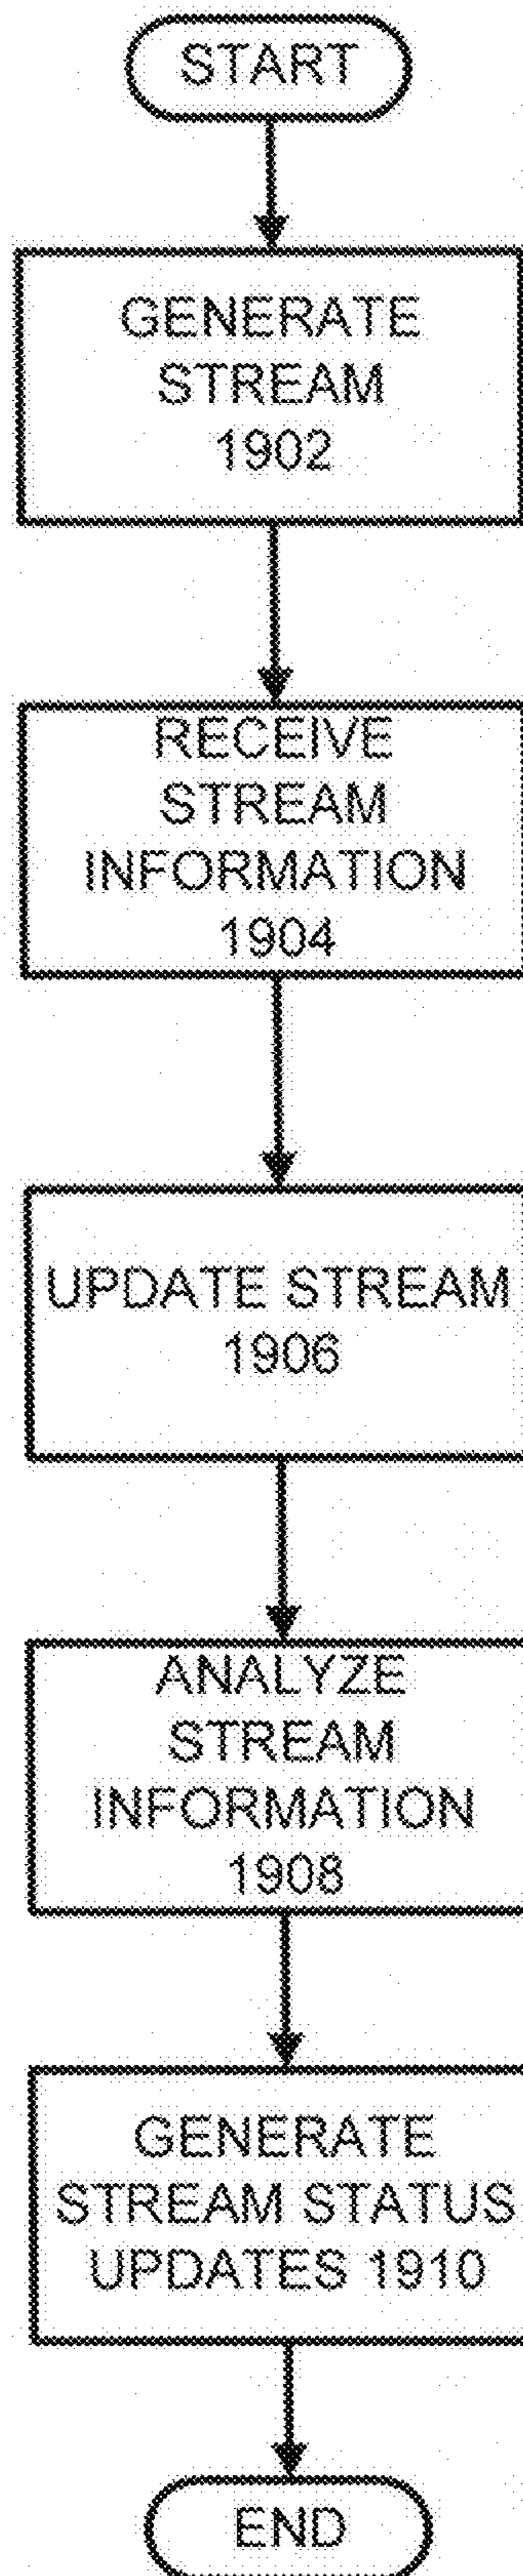 START
GENERATE
STREAM
1902
RECEIVE
STREAM
INFORMATION
1904
UPDATE STREAM
1906
ANALYZE
STREAM
INFORMATION
1908
GENERATE
STREAM STATUS
UPDATES 1910
END